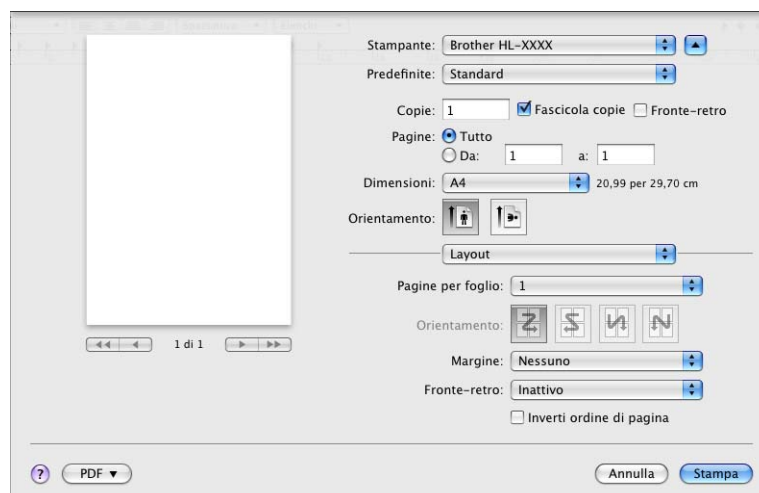 Stampante: Brother HL-XXXX
Predefinite: Standard
Copie: 1 Fascicola copie Fronte-retro
Pagine: Tutto
Da: 1 a: 1
Dimensioni: A4 20,99 per 29,70 cm
Orientamento:
Layout
Pagine per foglio: 1
Orientamento:
1 di 1
Margine: Nessuno
Fronte-retro: Inattivo
Inverti ordine di pagina
? PDF Annulla Stampa